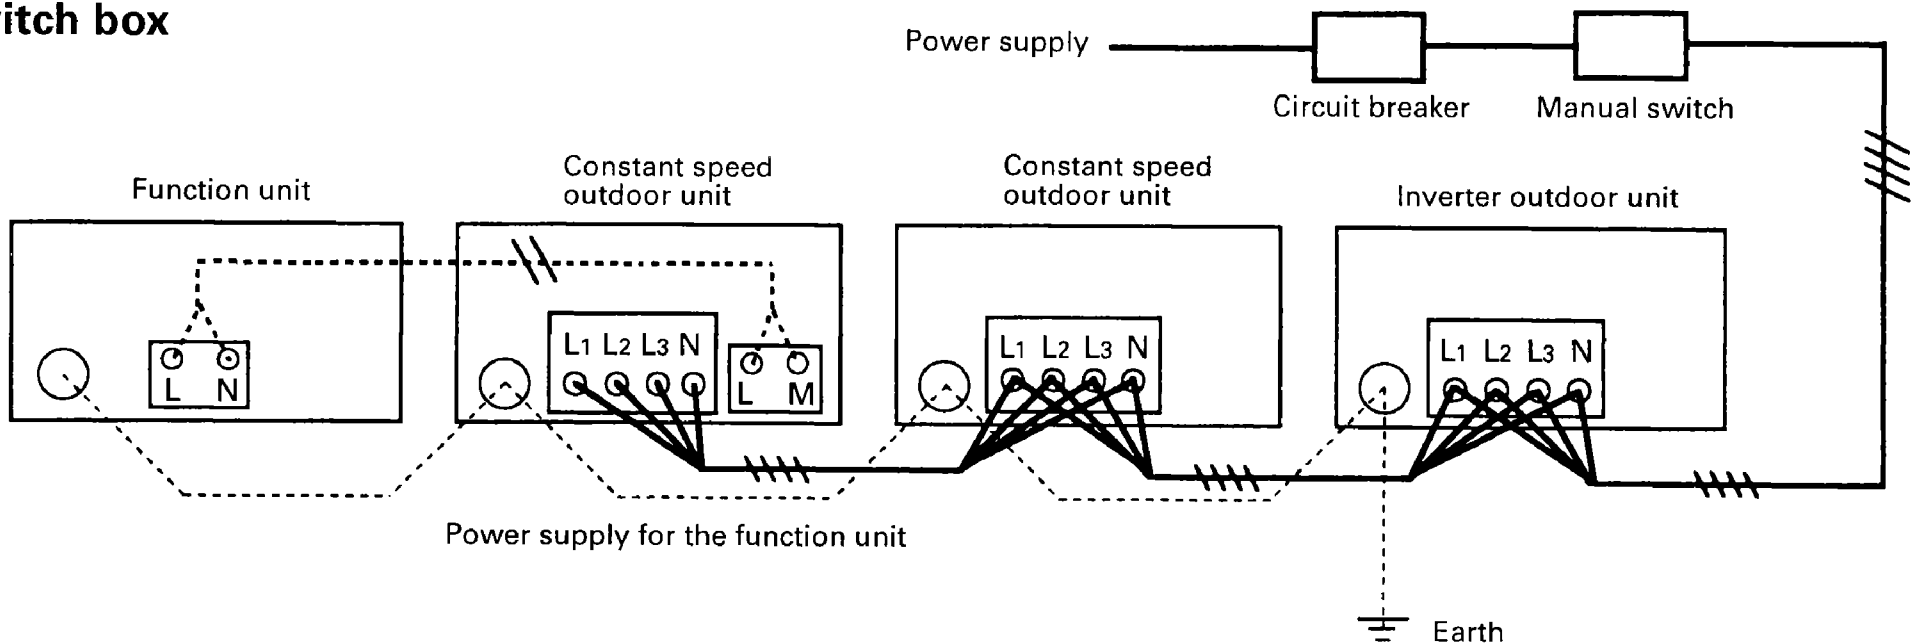 itch box
Power supply
Circuit breaker
Manual switch
Function unit
Constant speed
outdoor unit
Constant speed
outdoor unit
Inverter outdoor unit
L1 L2 L3 N
L N
L M
L1 L2 L3 N
L1 L2 L3 N
Power supply for the function unit
Earth